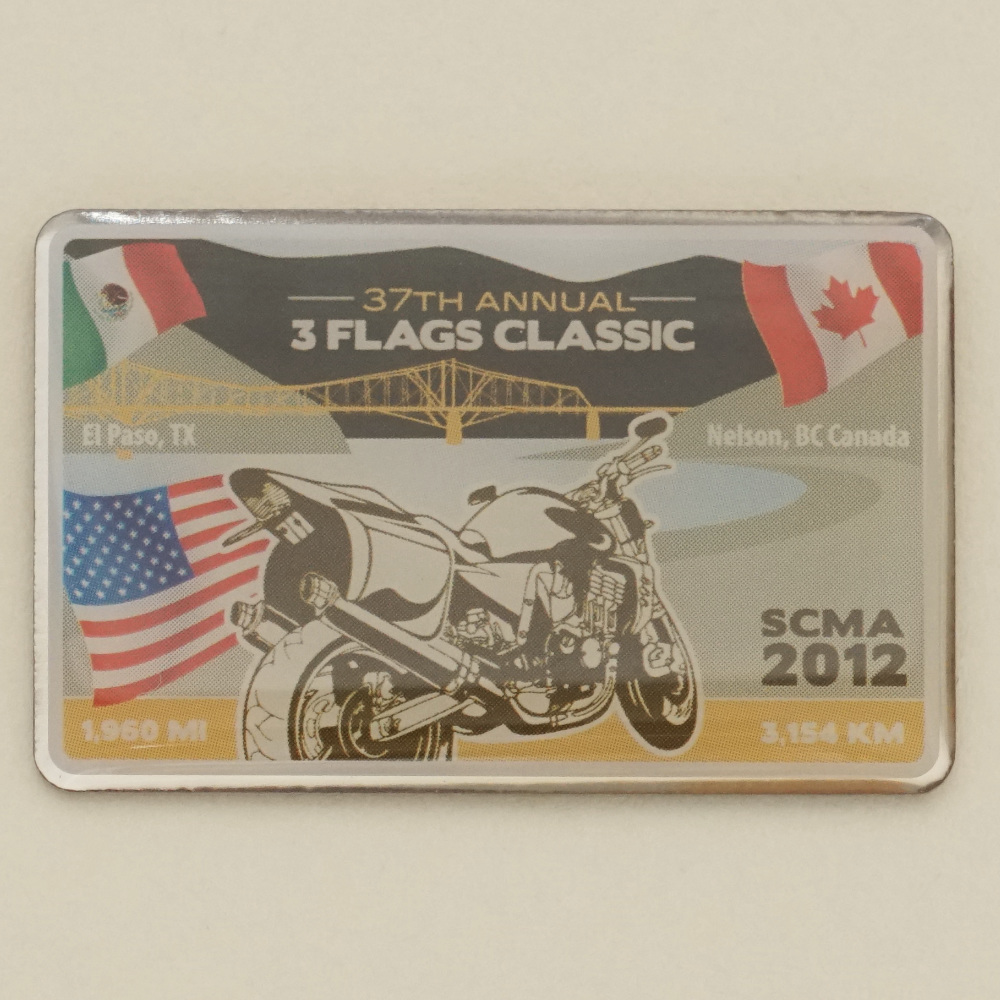 37TH ANNUAL
3 FLAGS CLASSIC
El Paso, TX
Nelson, BC Canada
SCMA
2012
1,960 MI
3,154 KM